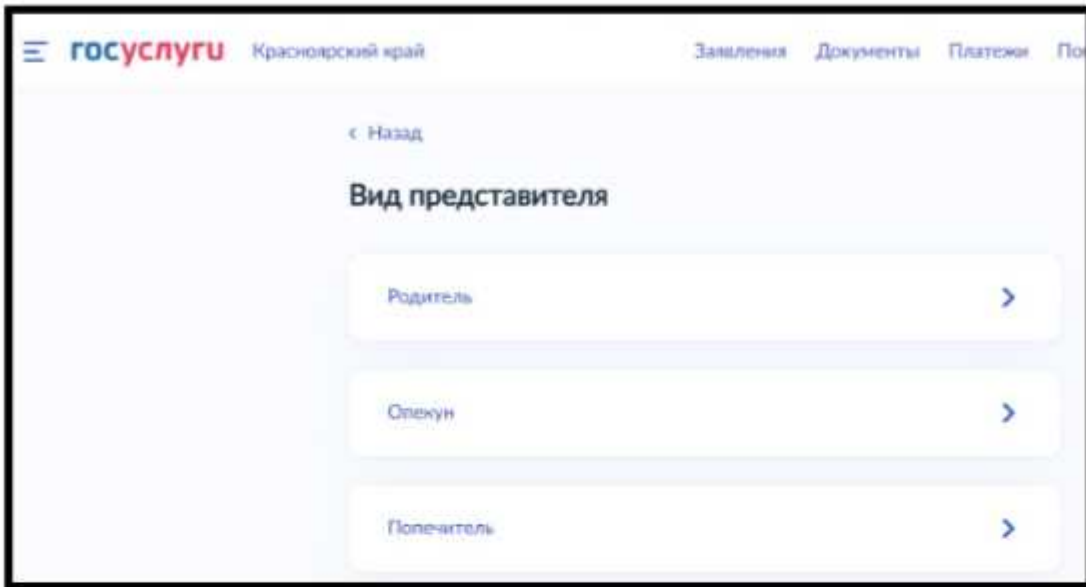 госуслуги Красноярский край Заявления Документы Платежи
Назад
Вид представителя
Родитель
Опекун
Попечитель